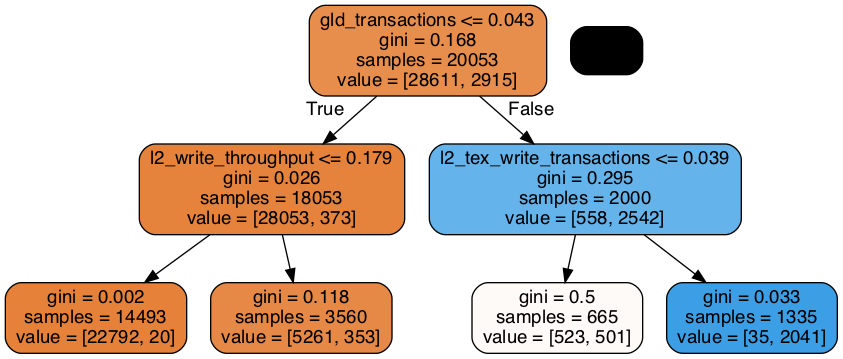 gld_transactions <= 0.043
gini = 0.168
samples = 20053
value = [28611, 2915]
True
False
l2_write_throughput <= 0.179
gini = 0.026
samples = 18053
value = [28053, 373]
l2_tex_write_transactions <= 0.039
gini = 0.295
samples = 2000
value = [558, 2542]
gini = 0.002
samples = 14493
value = [22792, 20]
gini = 0.118
samples = 3560
value = [5261, 353]
gini = 0.5
samples = 665
value = [523, 501]
gini = 0.033
samples = 1335
value = [35, 2041]